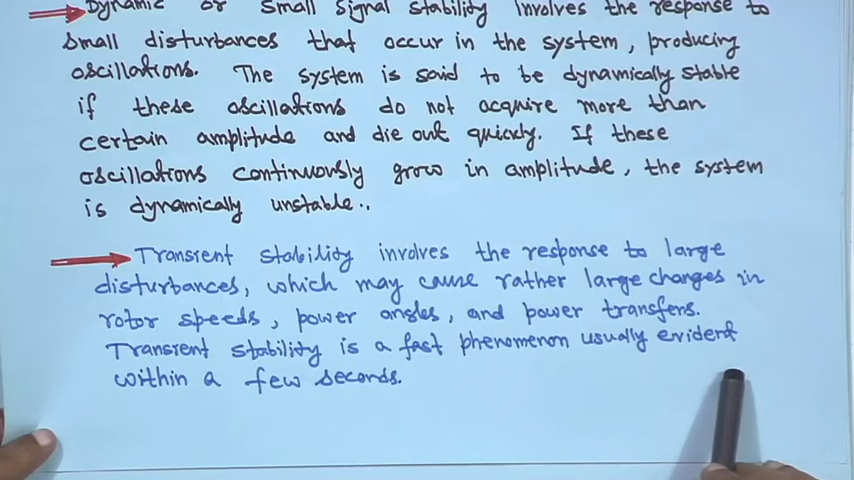 Dynamic or small signal stability involves the response to
small disturbances that occur in the system, producing
oscillations. The system is said to be dynamically stable
if these oscillations do not acquire more than
certain amplitude and die out quickly. If these
oscillations continuously grow in amplitude, the system
is dynamically unstable..
Transient stability involves the response to large
disturbances, which may cause rather large changes in
rotor speeds, power angles, and power transfers.
Transient stability is a fast phenomenon usually evident
within a few seconds.